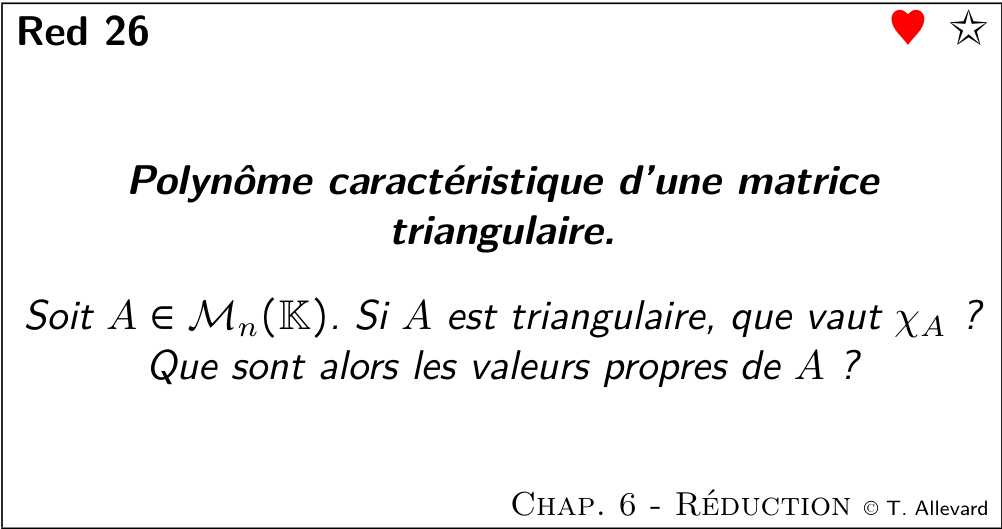 Red 26
Polynôme caractéristique d'une matrice
triangulaire.
Soit A ∈ ℳₙ(𝕂). Si A est triangulaire, que vaut χ_A ?
Que sont alors les valeurs propres de A ?
Chap. 6 - Réduction © T. Allevard